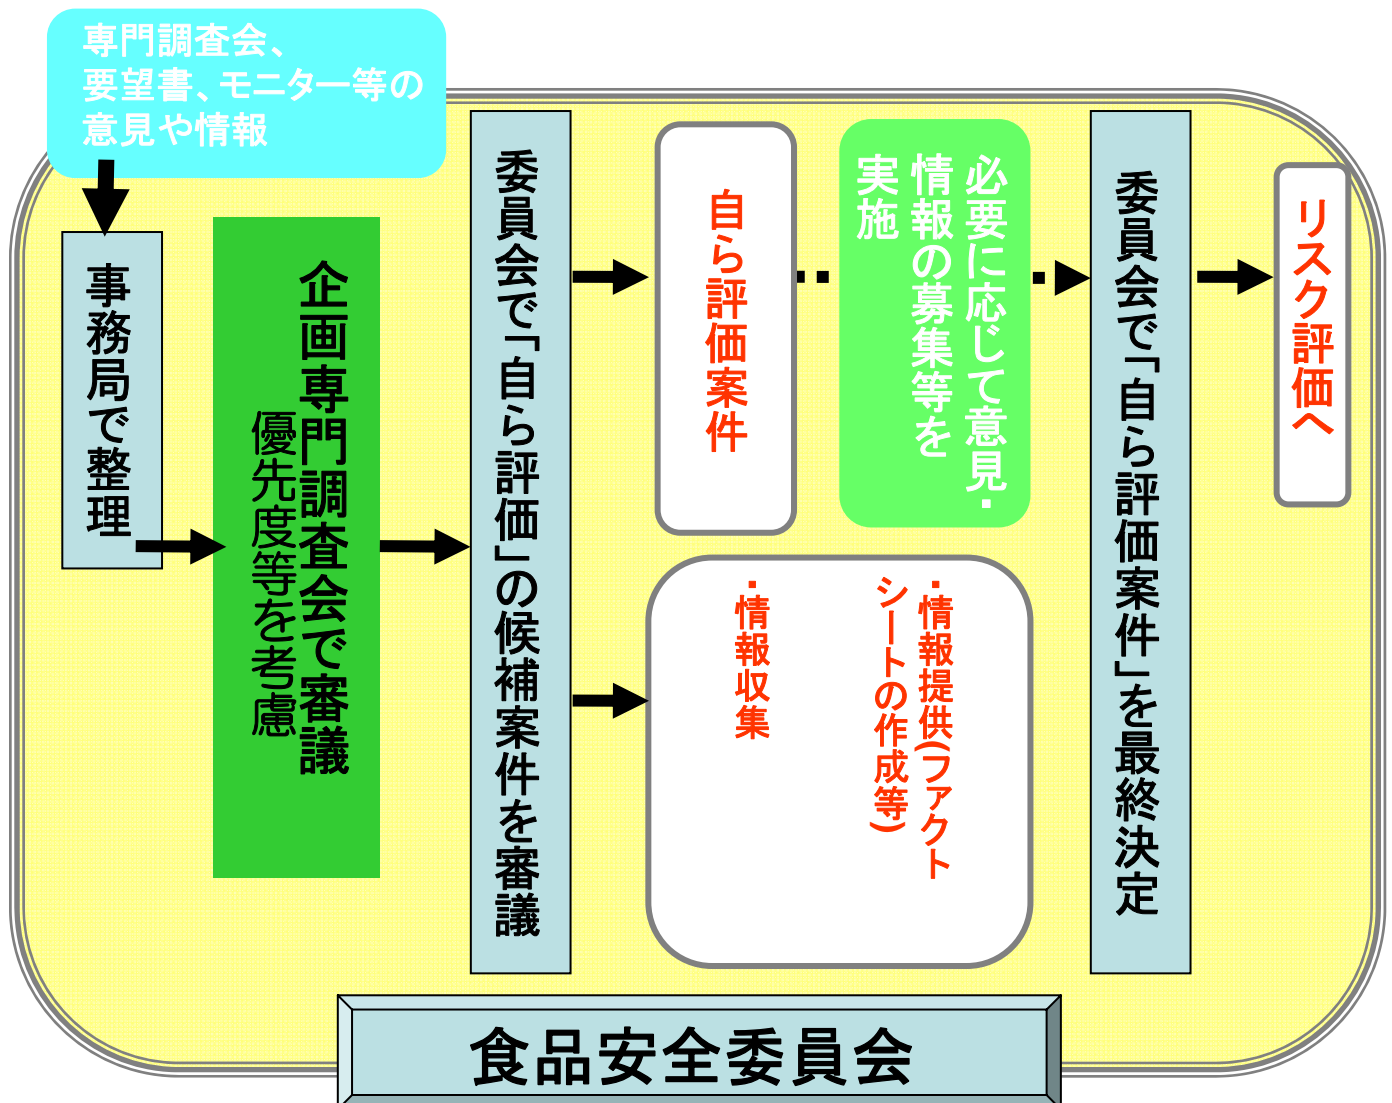 専門調査会、
要望書、モニター等の
意見や情報
事務局で整理
企画専門調査会で審議
優先度等を考慮
委員会で「自ら評価」の候補案件を審議
自ら評価案件
必要に応じて意見・
情報の募集等を
実施
・情報提供(ファクト
シートの作成等)
・情報収集
委員会で「自ら評価案件」を最終決定
リスク評価へ
食品安全委員会